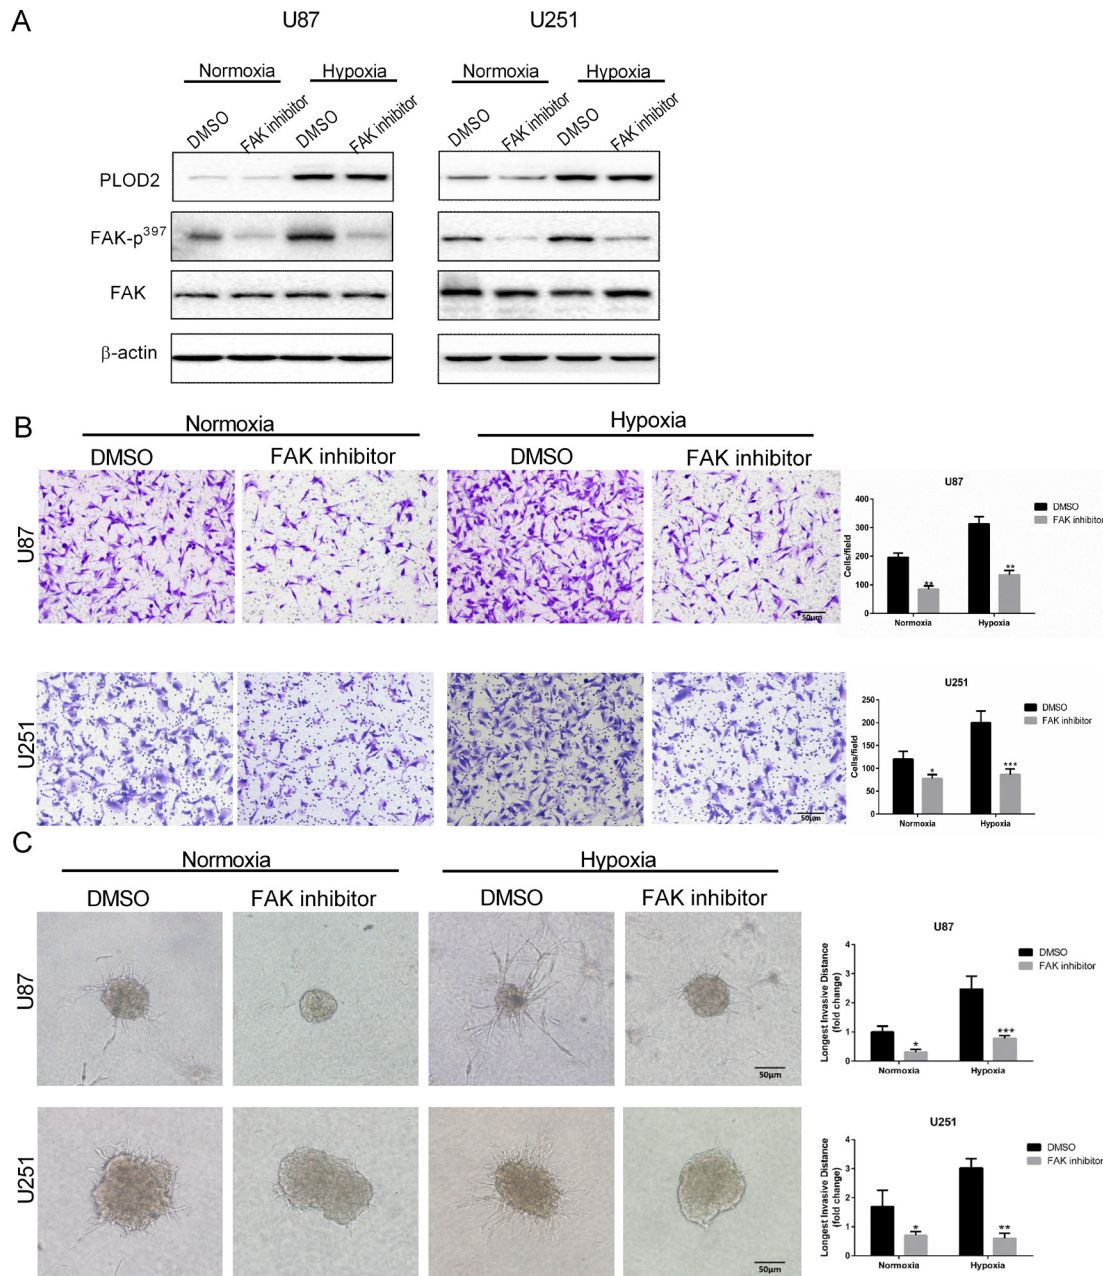 A
U87
U251
Normoxia
Hypoxia
Normoxia
Hypoxia
DMSO
FAK inhibitor
DMSO
FAK inhibitor
DMSO
FAK inhibitor
DMSO
FAK inhibitor
PLOD2
FAK-p397
FAK
β-actin
B
Normoxia
Hypoxia
DMSO
FAK inhibitor
DMSO
FAK inhibitor
U87
50μm
U87
DMSO
FAK inhibitor
Cells/field
400
300
200
100
0
**
**
Normoxia
Hypoxia
U251
50μm
U251
DMSO
FAK inhibitor
Cells/field
250
200
150
100
50
0
*
***
Normoxia
Hypoxia
C
Normoxia
Hypoxia
DMSO
FAK inhibitor
DMSO
FAK inhibitor
U87
50μm
U87
DMSO
FAK inhibitor
Longest Invasive Distance
(fold change)
4
3
2
1
0
*
***
Normoxia
Hypoxia
U251
50μm
U251
DMSO
FAK inhibitor
Longest Invasive Distance
(fold change)
4
3
2
1
0
*
**
Normoxia
Hypoxia